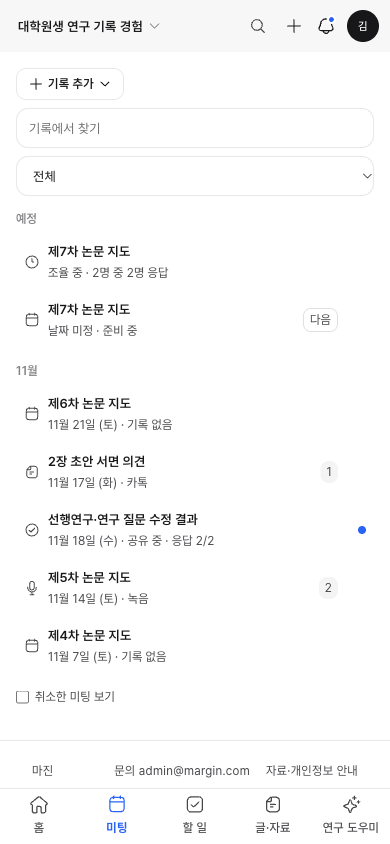 대학원생 연구 기록 경험
김
기록 추가
기록에서 찾기
전체
예정
제7차 논문 지도
조율 중 · 2명 중 2명 응답
제7차 논문 지도
날짜 미정 · 준비 중
다음
11월
제6차 논문 지도
11월 21일 (토) · 기록 없음
2장 초안 서면 의견
11월 17일 (화) · 카톡
1
선행연구·연구 질문 수정 결과
11월 18일 (수) · 공유 중 · 응답 2/2
제5차 논문 지도
11월 14일 (토) · 녹음
2
제4차 논문 지도
11월 7일 (토) · 기록 없음
취소한 미팅 보기
마진 문의 admin@margin.com 자료·개인정보 안내
홈 미팅 할 일 글·자료 연구 도우미